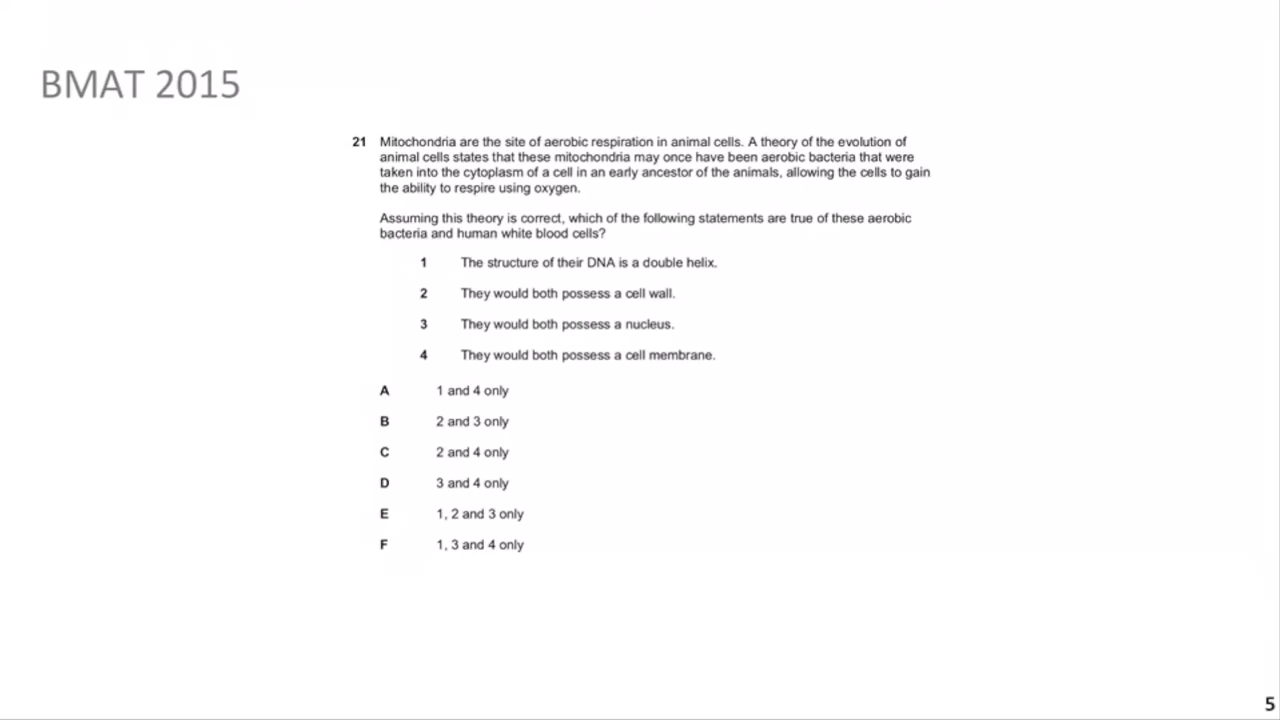 BMAT 2015
21 Mitochondria are the site of aerobic respiration in animal cells. A theory of the evolution of
animal cells states that these mitochondria may once have been aerobic bacteria that were
taken into the cytoplasm of a cell in an early ancestor of the animals, allowing the cells to gain
the ability to respire using oxygen.
Assuming this theory is correct, which of the following statements are true of these aerobic
bacteria and human white blood cells?
1 The structure of their DNA is a double helix.
2 They would both possess a cell wall.
3 They would both possess a nucleus.
4 They would both possess a cell membrane.
A 1 and 4 only
B 2 and 3 only
C 2 and 4 only
D 3 and 4 only
E 1, 2 and 3 only
F 1, 3 and 4 only
5